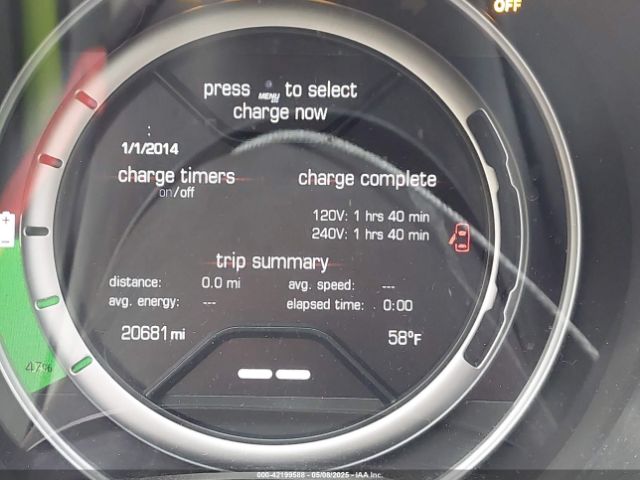 OFF
press MENU to select
charge now
1/1/2014
charge timers
on/off
charge complete
120V: 1 hrs 40 min
240V: 1 hrs 40 min
trip summary
distance: 0.0 mi avg. speed: ---
avg. energy: --- elapsed time: 0:00
20681 mi 58°F
47%
000-42199588 - 05/08/2025 - IAA Inc.